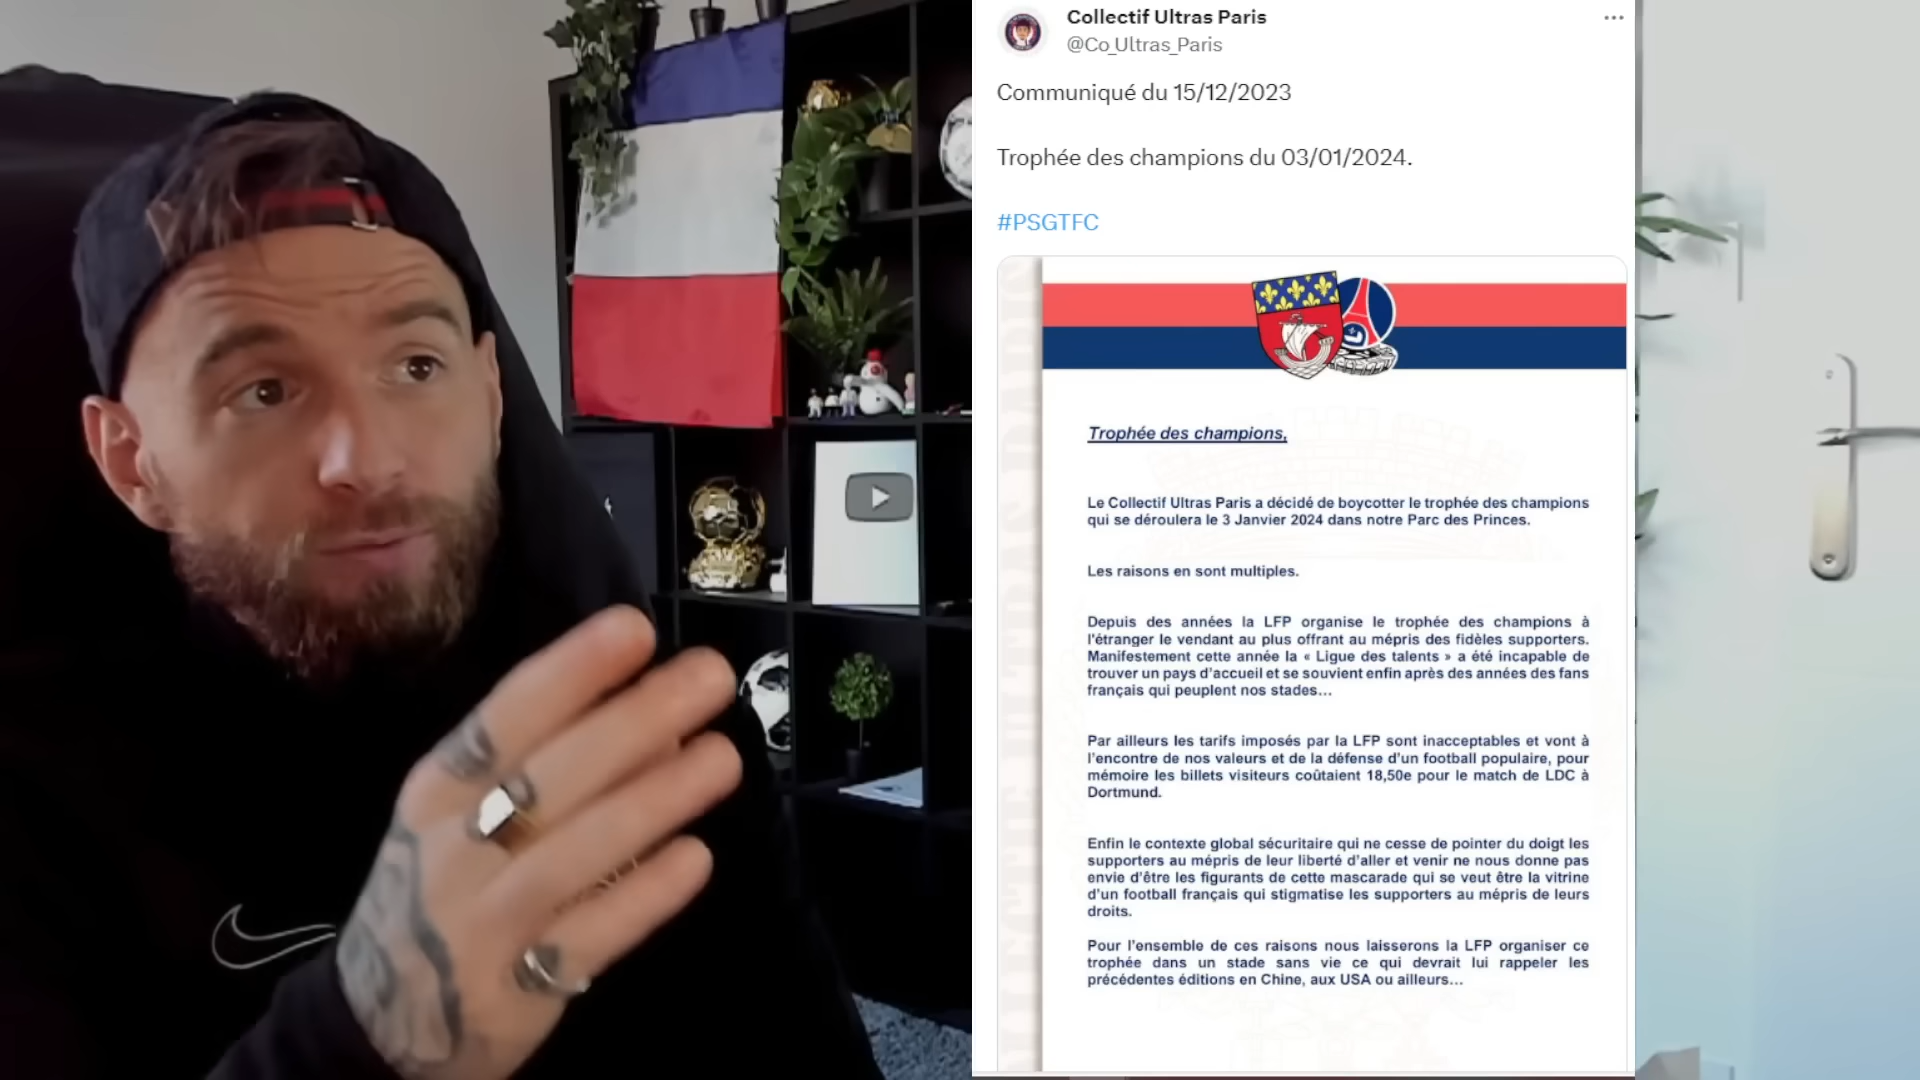 Collectif Ultras Paris
@Co_Ultras_Paris
Communiqué du 15/12/2023
Trophée des champions du 03/01/2024.
#PSGTFC
Trophée des champions,
Le Collectif Ultras Paris a décidé de boycotter le trophée des champions
qui se déroulera le 3 Janvier 2024 dans notre Parc des Princes.
Les raisons en sont multiples.
Depuis des années la LFP organise le trophée des champions à
l'étranger le vendant au plus offrant au mépris des fidèles supporters.
Manifestement cette année la « Ligue des talents » a été incapable de
trouver un pays d'accueil et se souvient enfin après des années des fans
français qui peuplent nos stades…
Par ailleurs les tarifs imposés par la LFP sont inacceptables et vont à
l'encontre de nos valeurs et de la défense d'un football populaire, pour
mémoire les billets visiteurs coûtaient 18,50e pour le match de LDC à
Dortmund.
Enfin le contexte global sécuritaire qui ne cesse de pointer du doigt les
supporters au mépris de leur liberté d'aller et venir ne nous donne pas
envie d'être les figurants de cette mascarade qui se veut être la vitrine
d'un football français qui stigmatise les supporters au mépris de leurs
droits.
Pour l'ensemble de ces raisons nous laisserons la LFP organiser ce
trophée dans un stade sans vie ce qui devrait lui rappeler les
précédentes éditions en Chine, aux USA ou ailleurs…